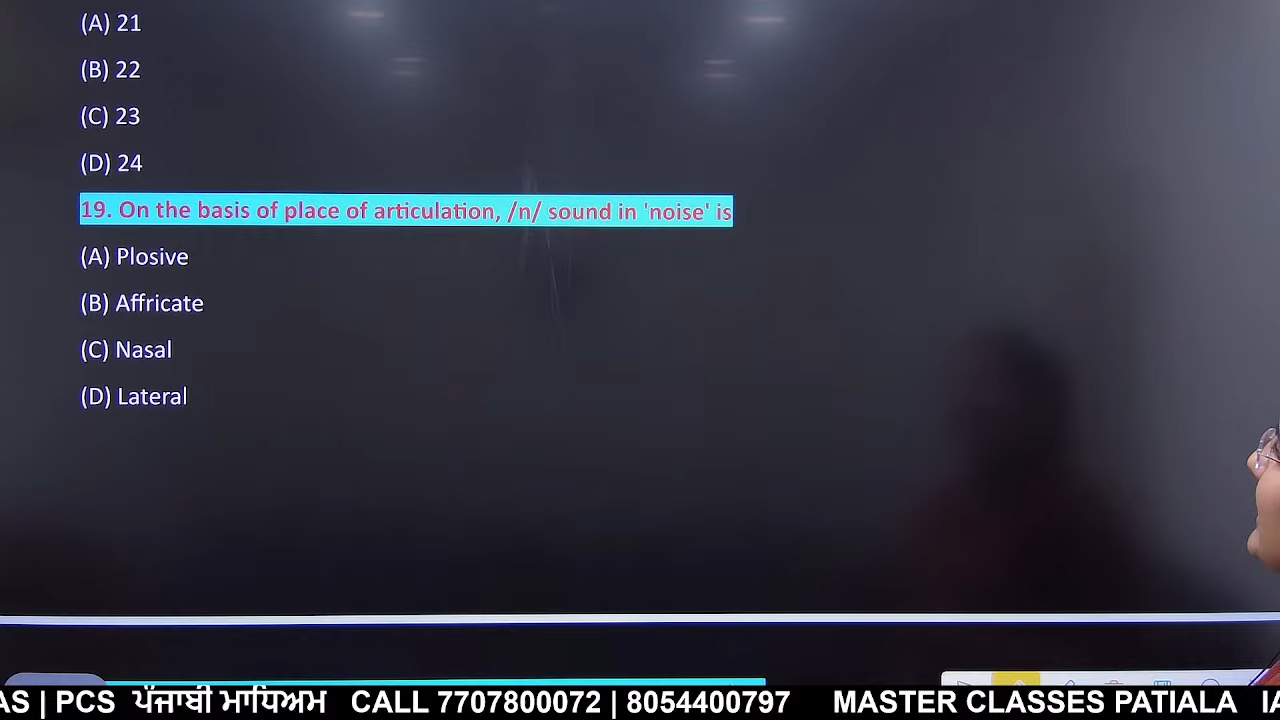 (A) 21
(B) 22
(C) 23
(D) 24
19. On the basis of place of articulation, /n/ sound in 'noise' is
(A) Plosive
(B) Affricate
(C) Nasal
(D) Lateral
AS | PCS ਪੰਜਾਬੀ ਮਾਧਿਅਮ CALL 7707800072 | 8054400797 MASTER CLASSES PATIALA IA